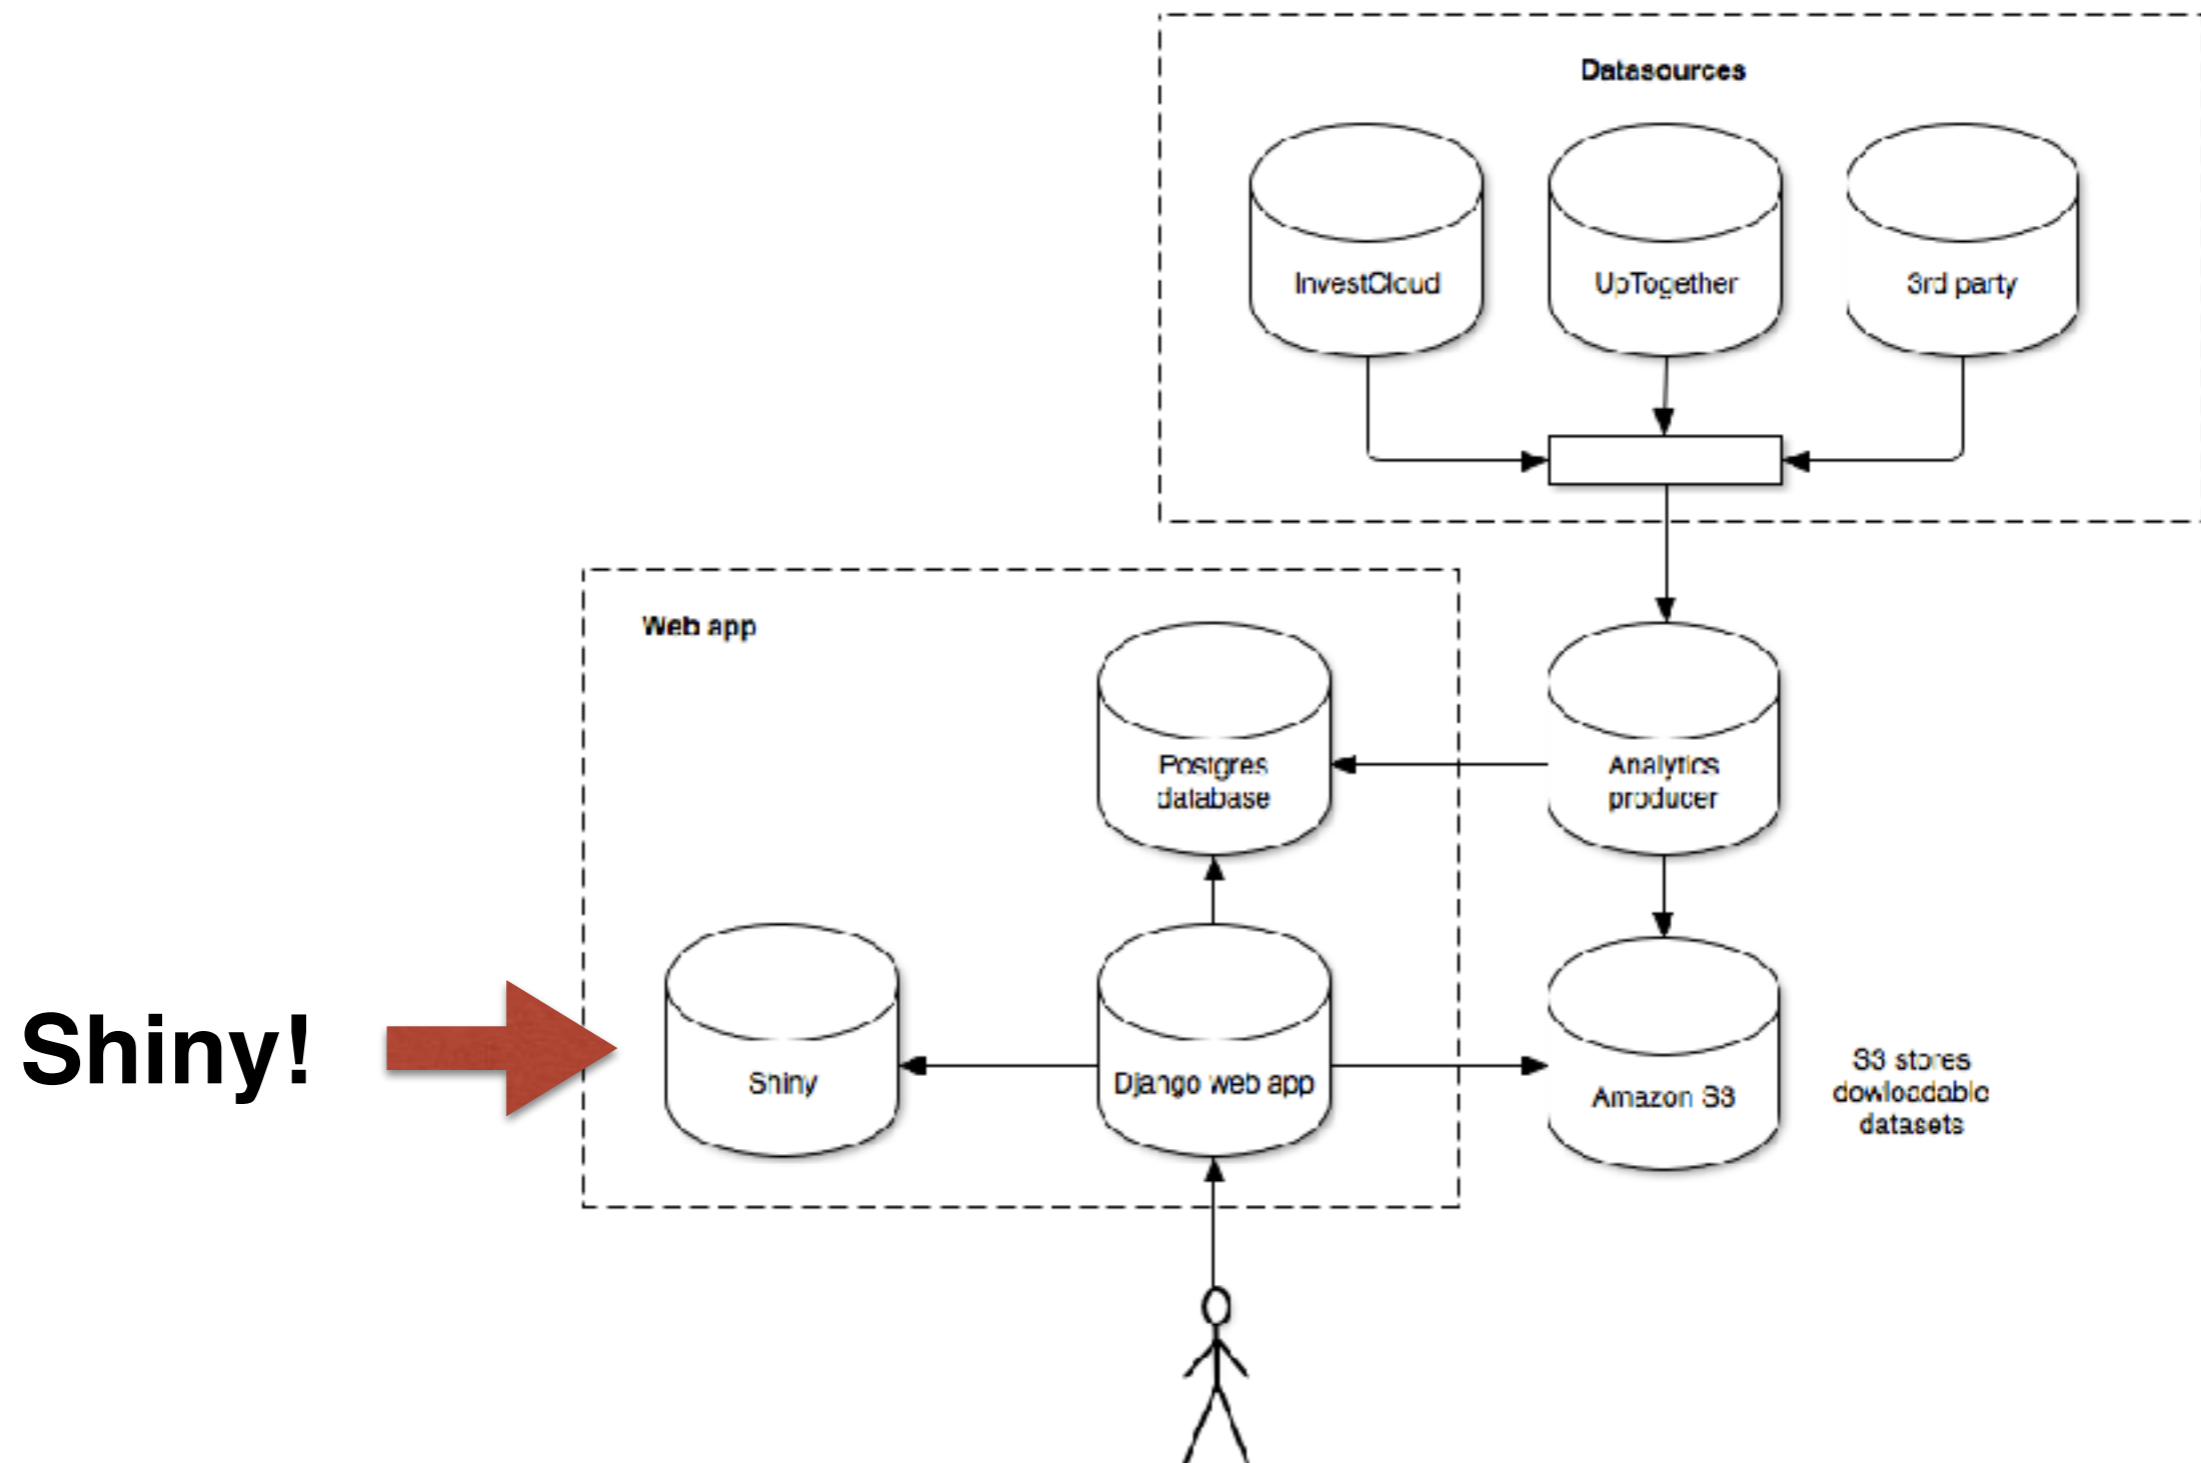 Datasources
InvestCloud
UpTogether
3rd party
Web app
Postgres
database
Analytics
producer
Shiny!
Shiny
Django web app
Amazon S3
S3 stores
dowloadable
datasets